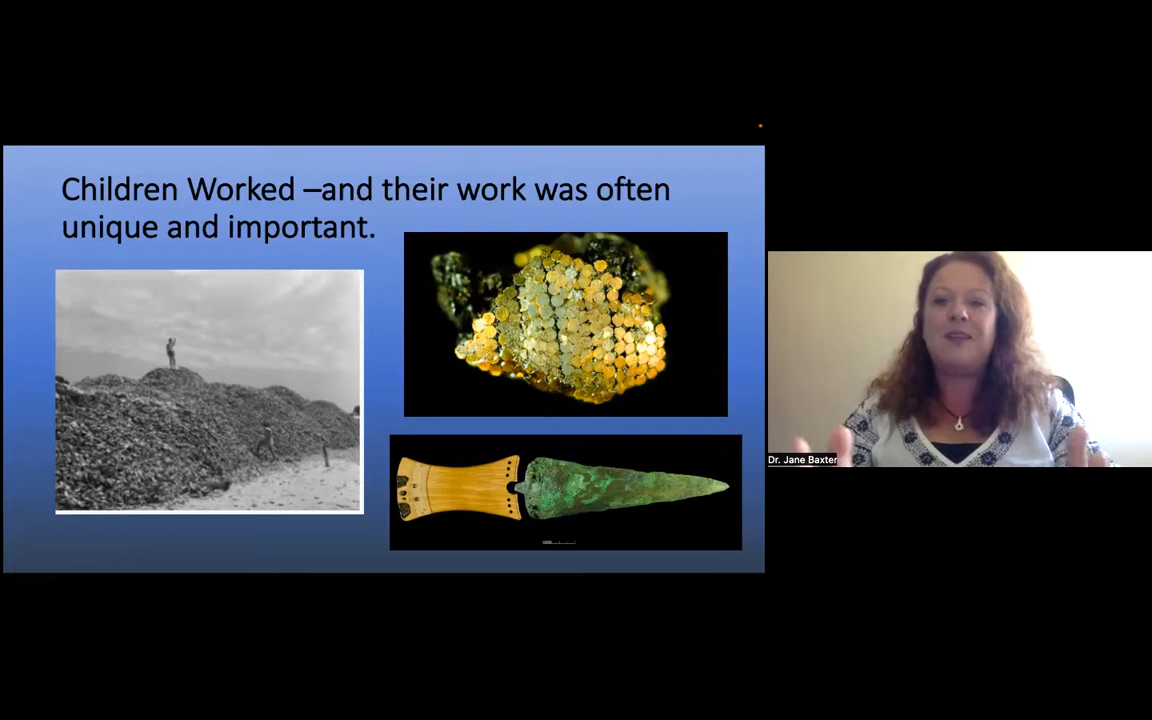 Children Worked –and their work was often
unique and important.
Dr. Jane Baxter